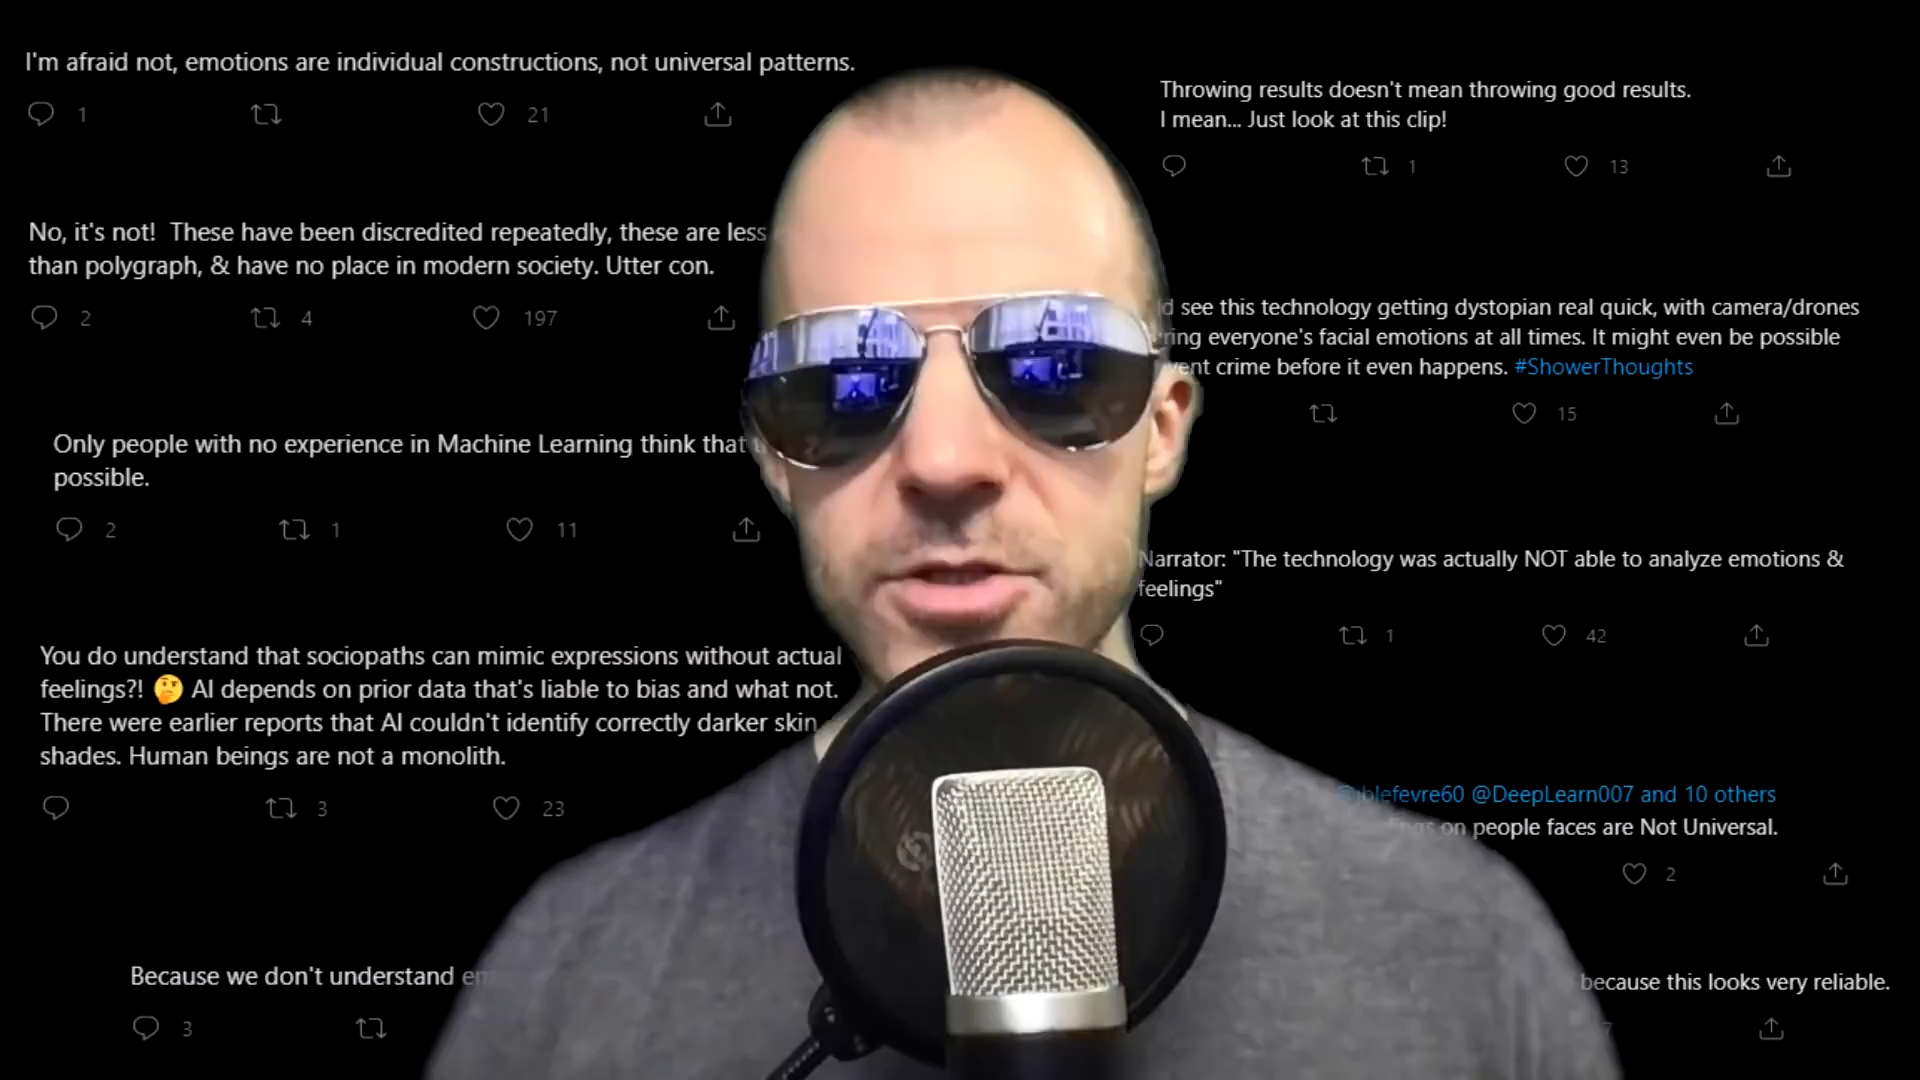 I'm afraid not, emotions are individual constructions, not universal patterns.
1
21
No, it's not! These have been discredited repeatedly, these are less
than polygraph, & have no place in modern society. Utter con.
2
4
197
Only people with no experience in Machine Learning think that
possible.
2
1
11
You do understand that sociopaths can mimic expressions without actual
feelings?! 🤔 AI depends on prior data that's liable to bias and what not.
There were earlier reports that AI couldn't identify correctly darker skin
shades. Human beings are not a monolith.
3
23
Because we don't understand
3
Throwing results doesn't mean throwing good results.
I mean... Just look at this clip!
1
13
see this technology getting dystopian real quick, with camera/drones
everyone's facial emotions at all times. It might even be possible
crime before it even happens. #ShowerThoughts
15
Narrator: "The technology was actually NOT able to analyze emotions &
feelings"
1
42
@DeepLearn007 and 10 others
on people faces are Not Universal.
2
because this looks very reliable.